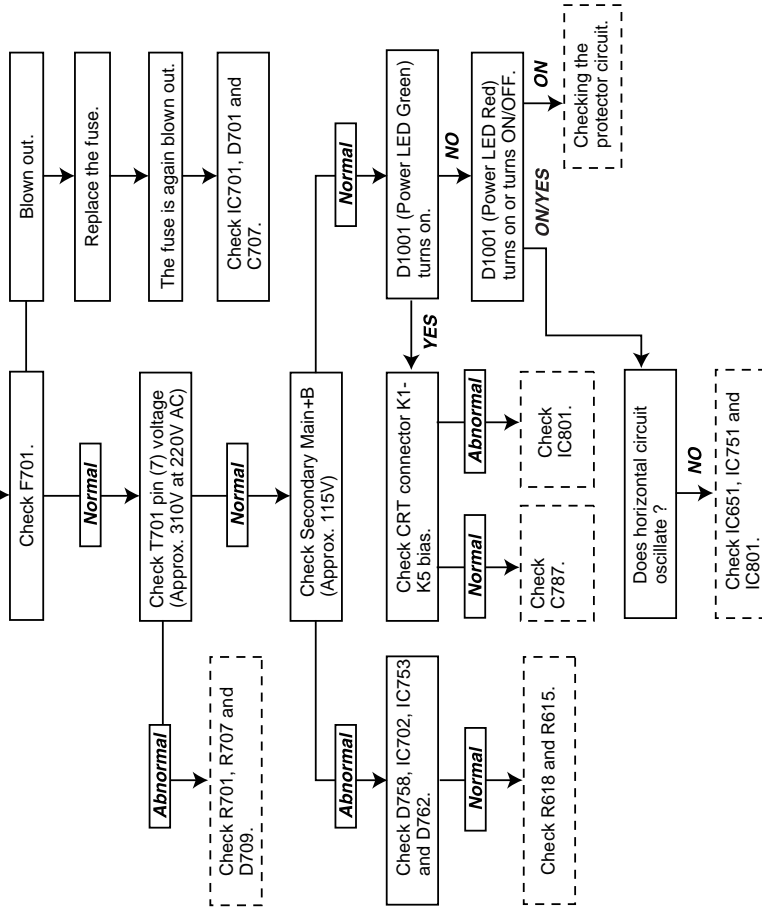 Check F701.
Blown out.
Replace the fuse.
The fuse is again blown out.
Check IC701, D701 and
C707.
Normal
Check T701 pin (7) voltage
(Approx. 310V at 220V AC)
Abnormal
Check R701, R707 and
D709.
Normal
Check Secondary Main+B
(Approx. 115V)
Abnormal
Check D758, IC702, IC753
and D762.
Normal
Check R618 and R615.
Normal
D1001 (Power LED Green)
turns on.
YES
Check CRT connector K1-
K5 bias.
Normal
Check
C787.
Abnormal
Check
IC801.
NO
D1001 (Power LED Red)
turns on or turns ON/OFF.
ON/YES
ON
Checking the
protector circuit.
Does horizontal circuit
oscillate ?
NO
Check IC651, IC751 and
IC801.